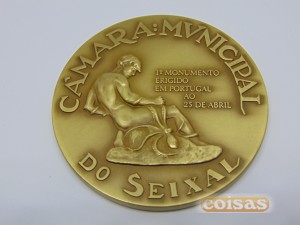 CÂMARA:MVNICIPAL
1º MONUMENTO
ERIGIDO
EM PORTUGAL
AO
25 DE ABRIL
DO SEIXAL
coisas